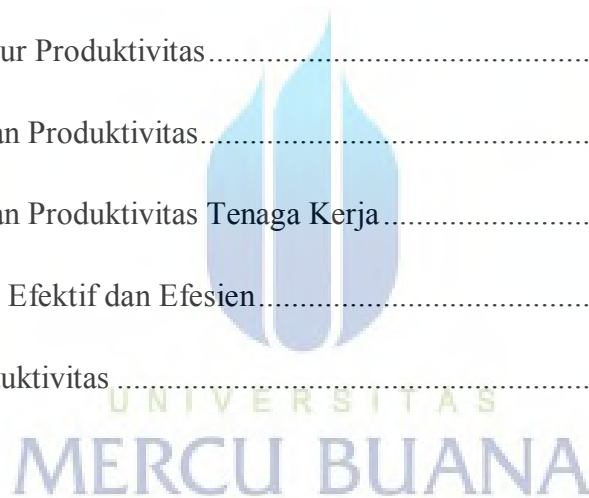 ur Produktivitas....................................................
an Produktivitas.....................................................
an Produktivitas Tenaga Kerja...........................
Efektif dan Efesien.............................................
uktivitas ................................................................
UNIVERSITAS
MERCU BUANA